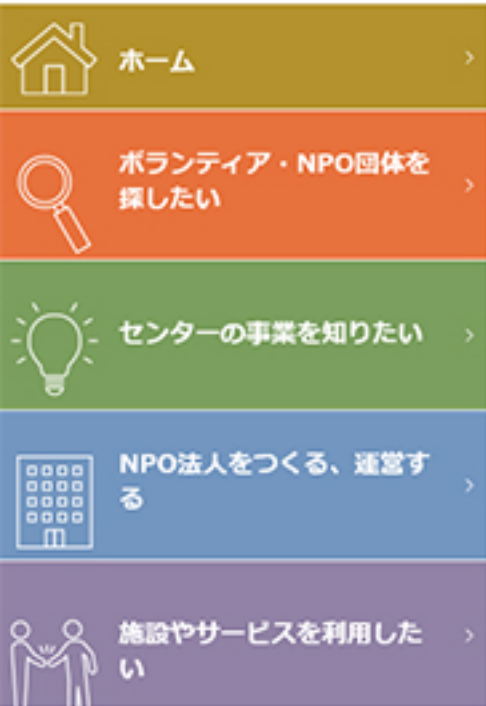 ホーム
ボランティア・NPO団体を
探したい
センターの事業を知りたい
NPO法人をつくる、運営す
る
施設やサービスを利用した
い